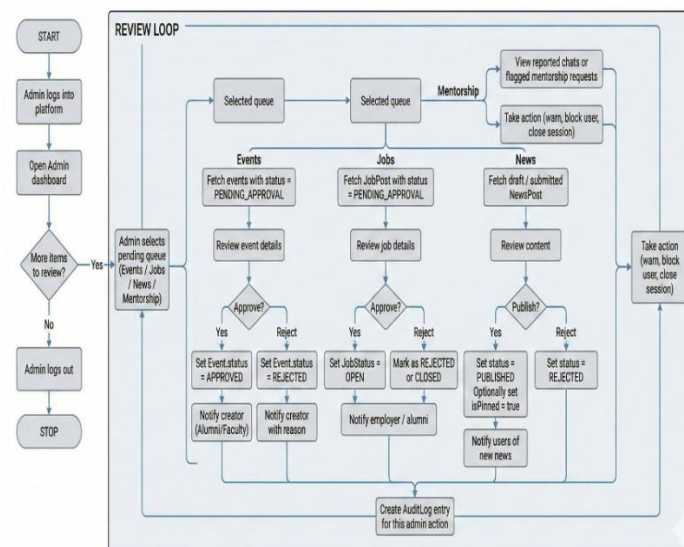 REVIEW LOOP
START
Admin logs into
platform
Open Admin
dashboard
More items
to review?
Yes
No
Admin logs out
STOP
Admin selects
pending queue
(Events / Jobs
/ News /
Mentorship)
Selected queue
Selected queue
Mentorship
View reported chats or
flagged mentorship requests
Take action (warn, block user,
close session)
Events
Fetch events with status =
PENDING_APPROVAL
Review event details
Approve?
Yes
Reject
Set Event.status
= APPROVED
Set Event.status
= REJECTED
Notify creator
(Alumni/Faculty)
Notify creator
with reason
Jobs
Fetch JobPost with status
= PENDING_APPROVAL
Review job details
Approve?
Yes
Reject
Set JobStatus =
OPEN
Mark as REJECTED
or CLOSED
Notify employer / alumni
News
Fetch draft / submitted
NewsPost
Review content
Publish?
Yes
Reject
Set status =
PUBLISHED
Optionally set
isPinned = true
Set status =
REJECTED
Notify users of
new news
Take action
(warn, block
user, close
session)
Create AuditLog entry
for this admin action